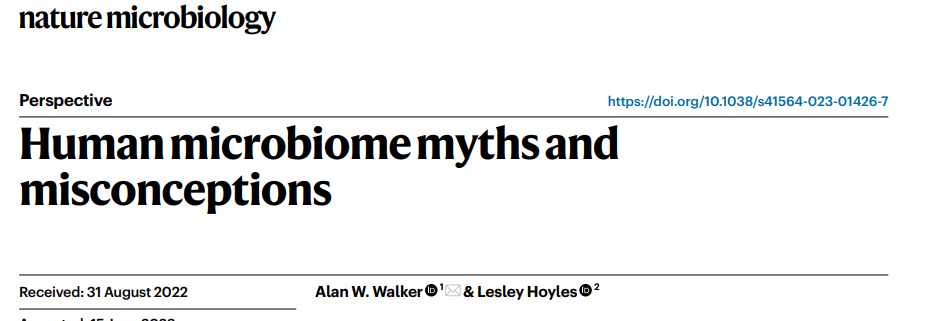 nature microbiology
Perspective
https://doi.org/10.1038/s41564-023-01426-7
Human microbiome myths and
misconceptions
Received: 31 August 2022
Alan W. Walker 1 & Lesley Hoyles 2